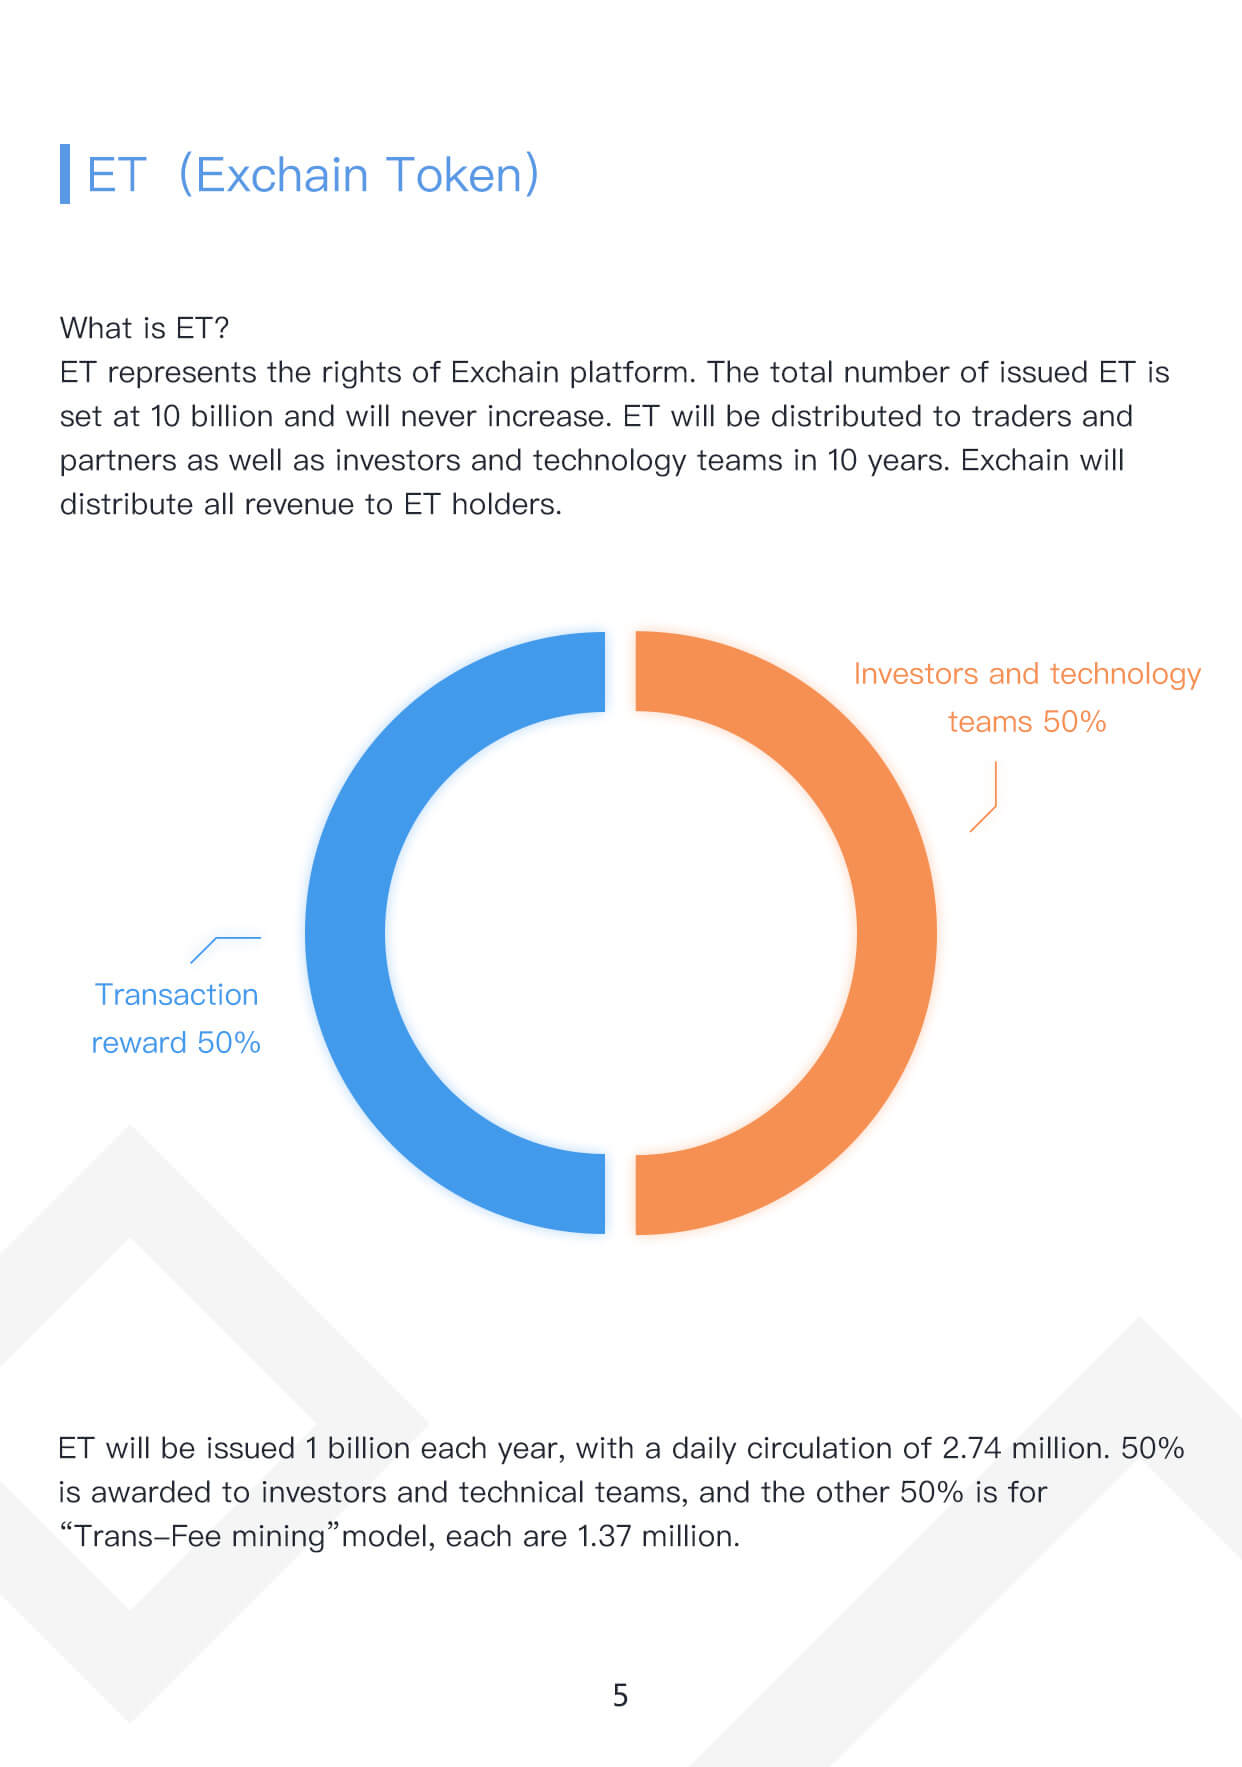 ET（Exchain Token）
What is ET?
ET represents the rights of Exchain platform. The total number of issued ET is
set at 10 billion and will never increase. ET will be distributed to traders and
partners as well as investors and technology teams in 10 years. Exchain will
distribute all revenue to ET holders.
Investors and technology
teams 50%
Transaction
reward 50%
ET will be issued 1 billion each year, with a daily circulation of 2.74 million. 50%
is awarded to investors and technical teams, and the other 50% is for
“Trans–Fee mining”model, each are 1.37 million.
5